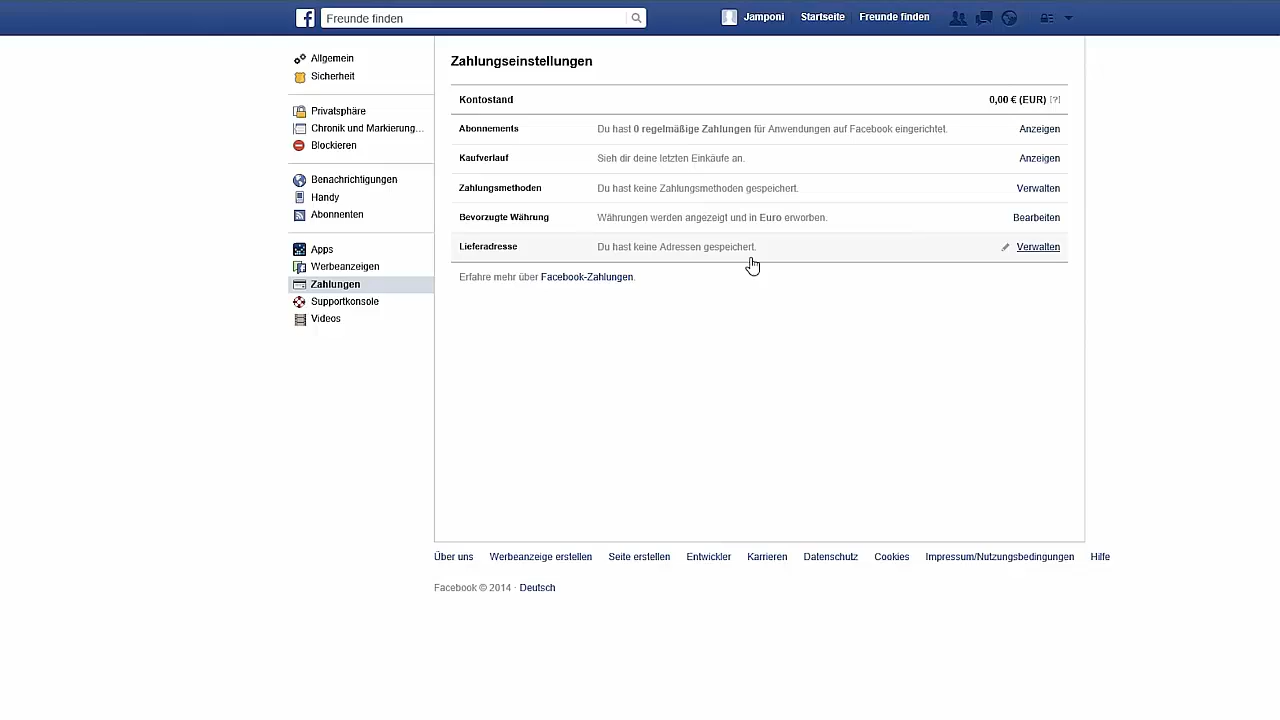 f Freunde finden Jamponi Startseite Freunde finden
Allgemein
Sicherheit
Privatsphäre
Chronik und Markierung...
Blockieren
Benachrichtigungen
Handy
Abonnenten
Apps
Werbeanzeigen
Zahlungen
Supportkonsole
Videos
Zahlungseinstellungen
Kontostand 0,00 € (EUR) [?]
Abonnements Du hast 0 regelmäßige Zahlungen für Anwendungen auf Facebook eingerichtet. Anzeigen
Kaufverlauf Sieh dir deine letzten Einkäufe an. Anzeigen
Zahlungsmethoden Du hast keine Zahlungsmethoden gespeichert. Verwalten
Bevorzugte Währung Währungen werden angezeigt und in Euro erworben. Bearbeiten
Lieferadresse Du hast keine Adressen gespeichert. Verwalten
Erfahre mehr über Facebook-Zahlungen.
Über uns Werbeanzeige erstellen Seite erstellen Entwickler Karrieren Datenschutz Cookies Impressum/Nutzungsbedingungen Hilfe
Facebook © 2014 · Deutsch